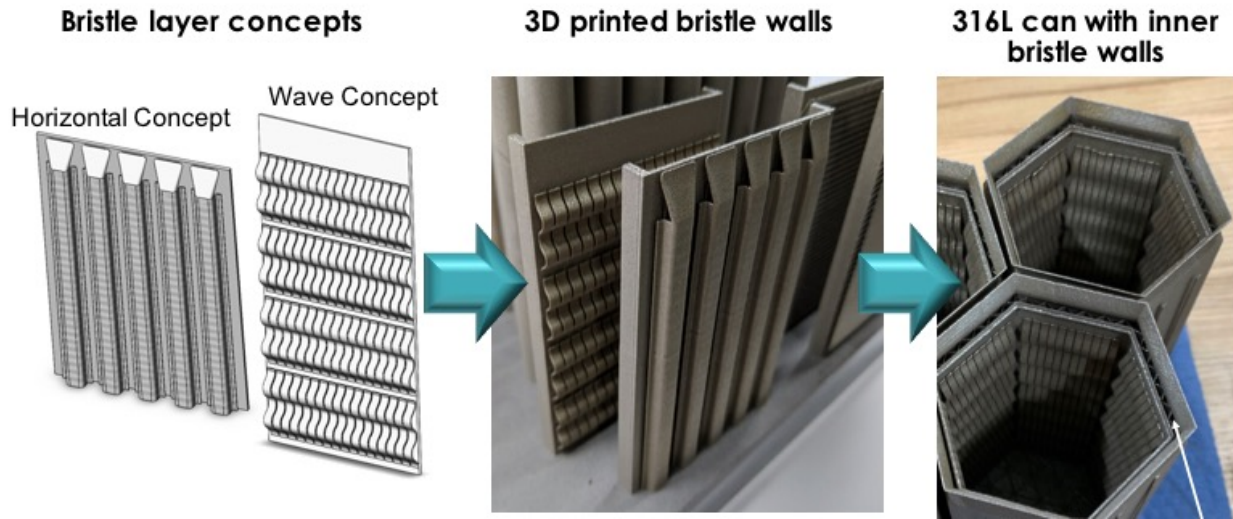 Bristle layer concepts
3D printed bristle walls
316L can with inner
bristle walls
Horizontal Concept
Wave Concept